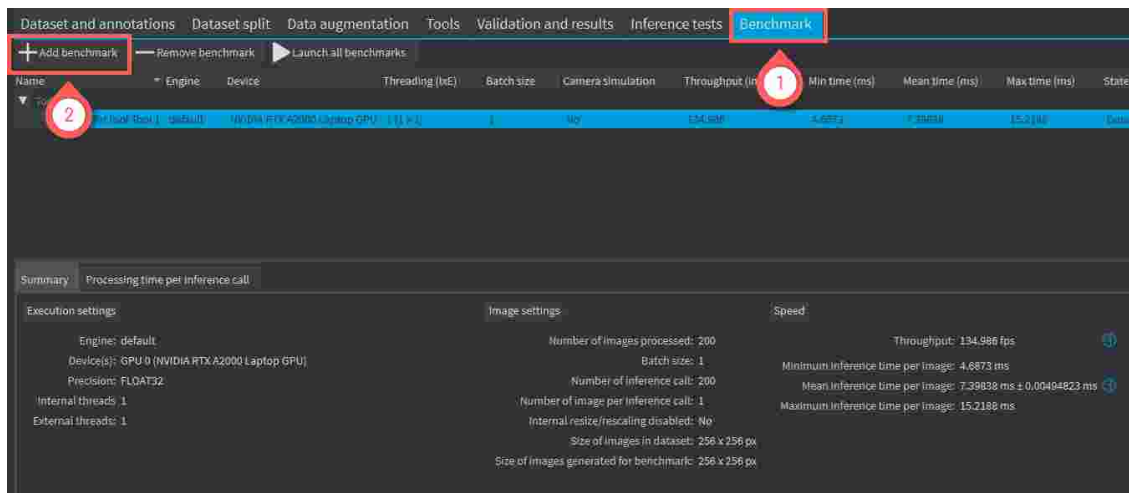 Dataset and annotations Dataset split Data augmentation Tools Validation and results Inference tests Benchmark
Add benchmark Remove benchmark Launch all benchmarks
Name Engine Device Threading (IxE) Batch size Camera simulation Throughput (im 1 Min time (ms) Mean time (ms) Max time (ms) State
2 Tool 1 default NVIDIA RTX A2000 Laptop GPU 1 (1 x 1) 1 No 134.986 4.6873 7.39838 15.2188
Summary Processing time per inference call
Execution settings Image settings Speed
Engine: default Number of images processed: 200 Throughput: 134.986 fps
Device(s): GPU 0 (NVIDIA RTX A2000 Laptop GPU) Batch size: 1 Minimum inference time per image: 4.6873 ms
Precision: FLOAT32 Number of inference call: 200 Mean inference time per image: 7.39838 ms ± 0.00494823 ms
Internal threads 1 Number of image per inference call: 1 Maximum inference time per image: 15.2188 ms
External threads: 1 Internal resize/rescaling disabled: No
Size of images in dataset: 256 x 256 px
Size of images generated for benchmark: 256 x 256 px